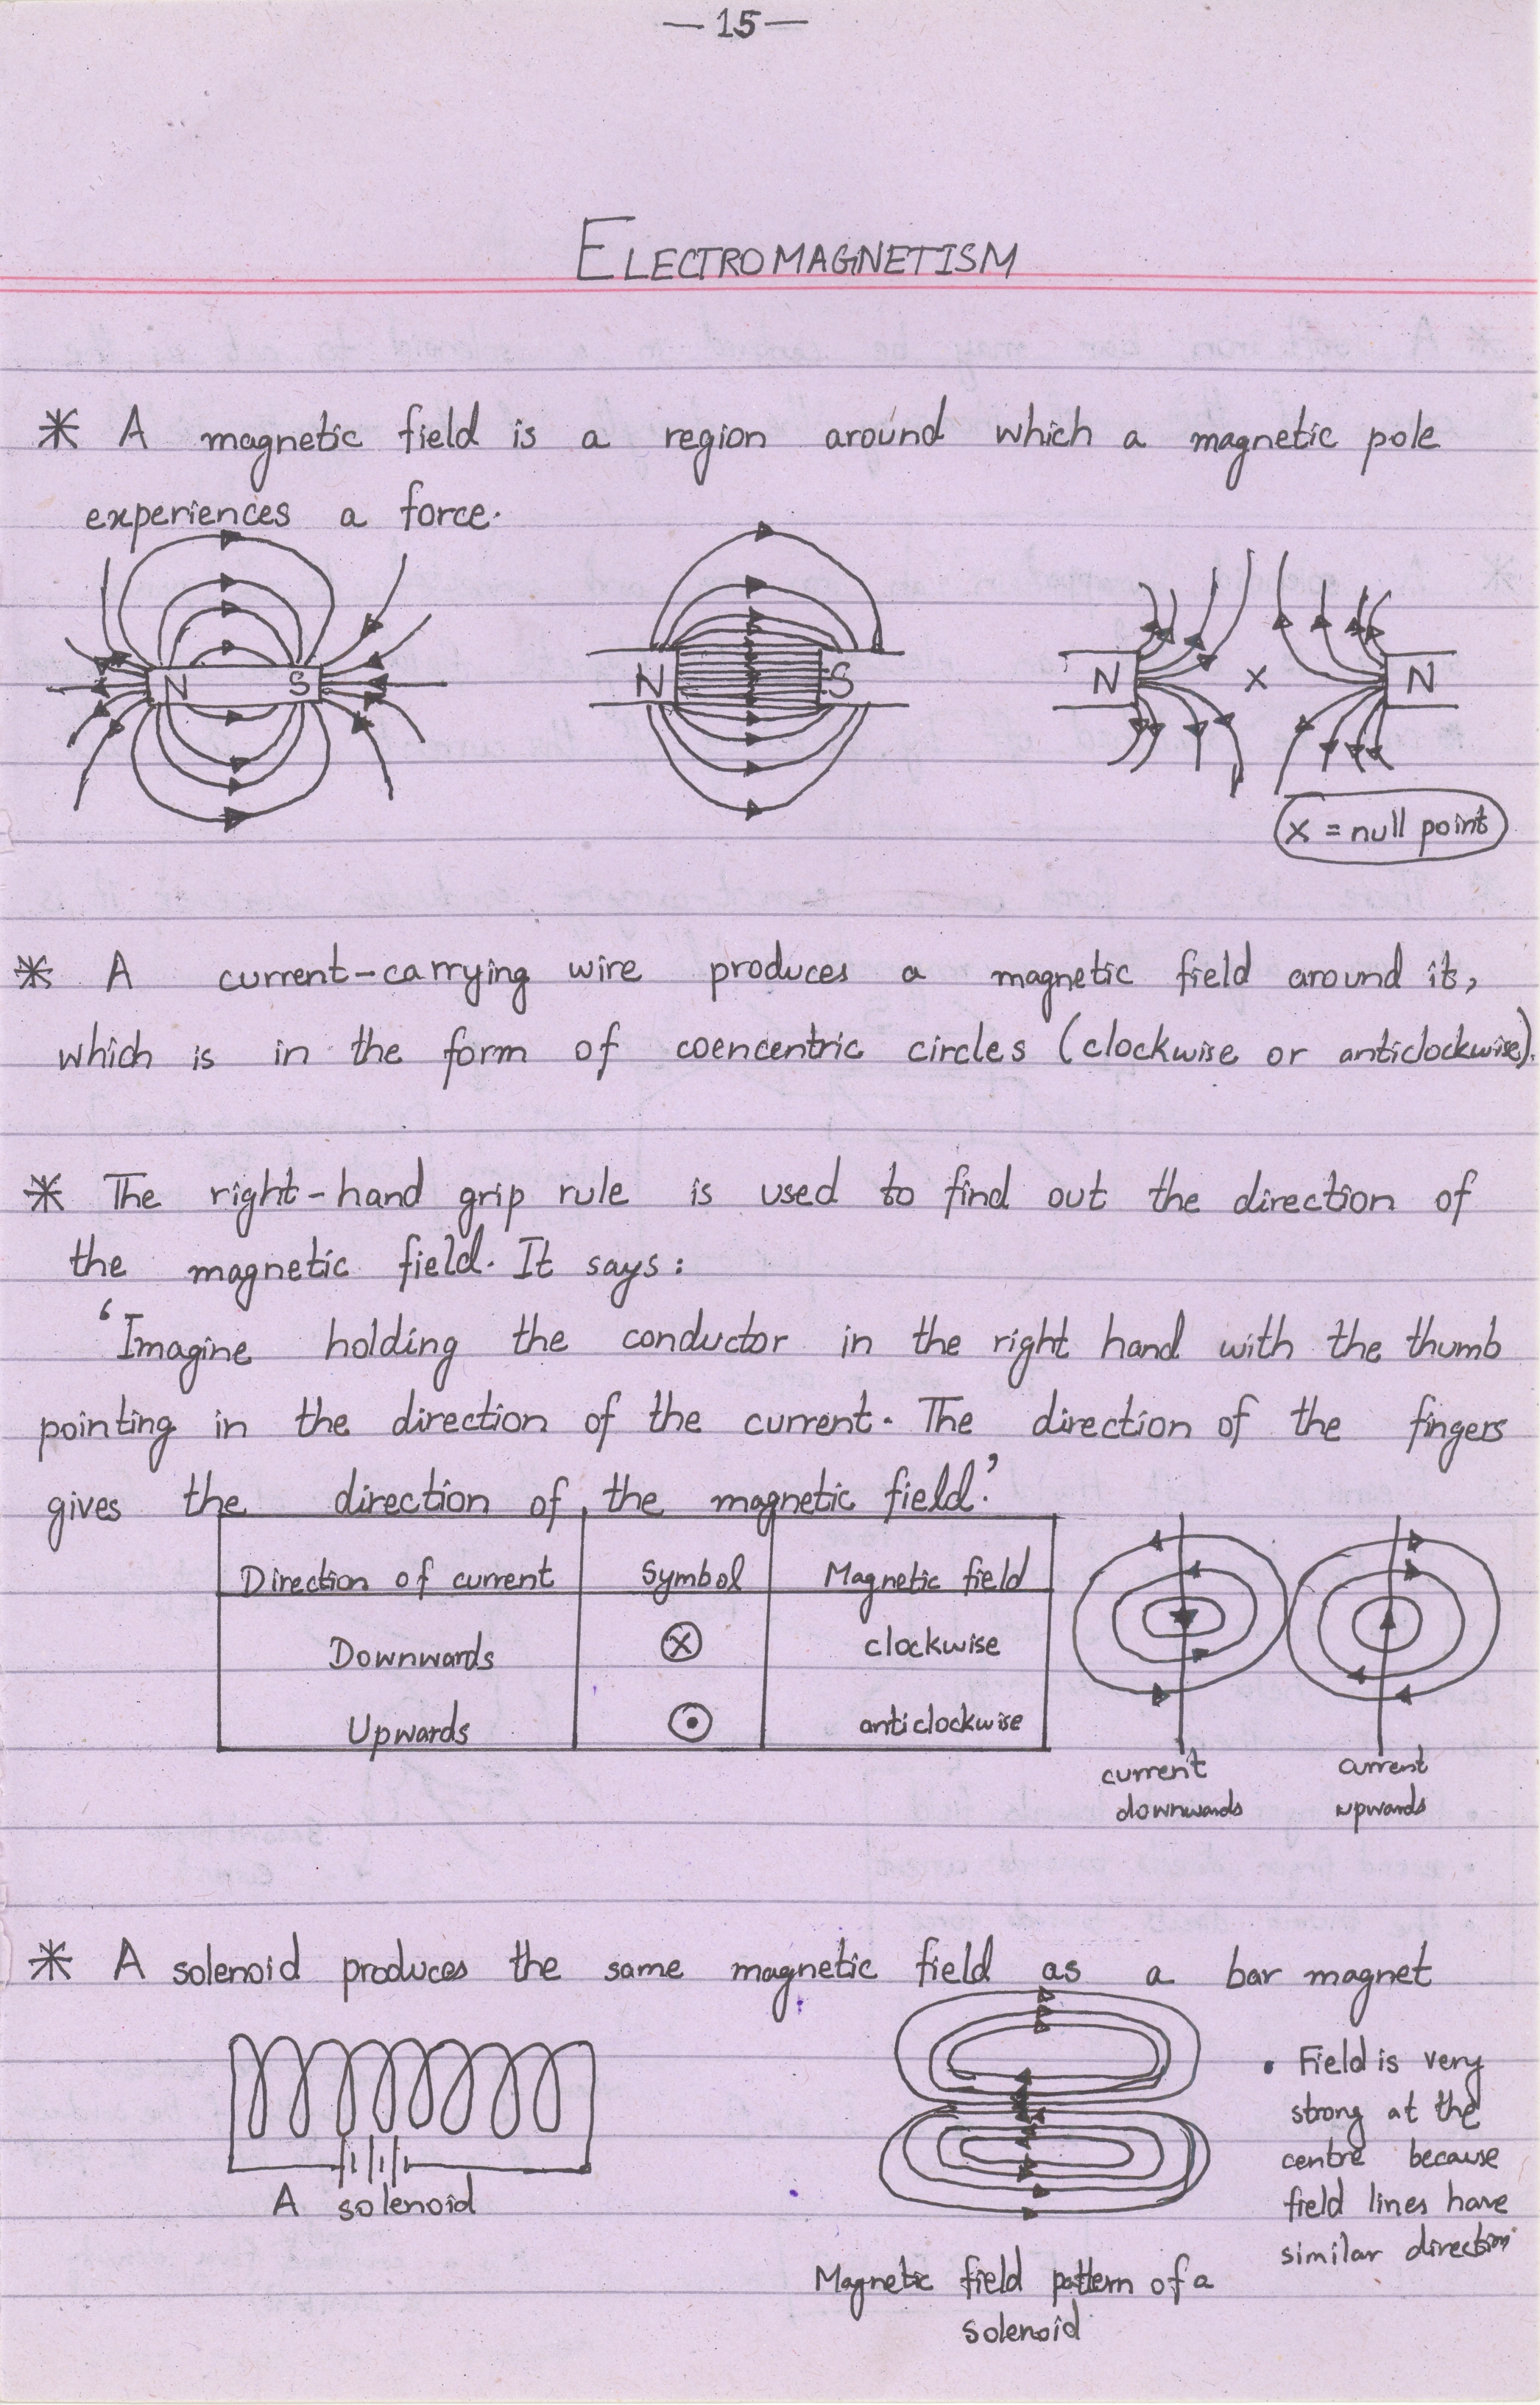 —15—
ELECTROMAGNETISM
* A magnetic field is a region around which a magnetic pole
experiences a force.
N S
N S
N x N
x = null point
* A current-carrying wire produces a magnetic field around it,
which is in the form of coencentric circles (clockwise or anticlockwise).
* The right-hand grip rule is used to find out the direction of
the magnetic field. It says:
'Imagine holding the conductor in the right hand with the thumb
pointing in the direction of the current. The direction of the fingers
gives the direction of the magnetic field.'
Direction of current Symbol Magnetic field
Downwards ⊗ clockwise
Upwards ⊙ anticlockwise
current
downwards
current
upwards
* A solenoid produces the same magnetic field as a bar magnet
A solenoid
Magnetic field pattern of a
solenoid
• Field is very
strong at the
centre because
field lines have
similar direction